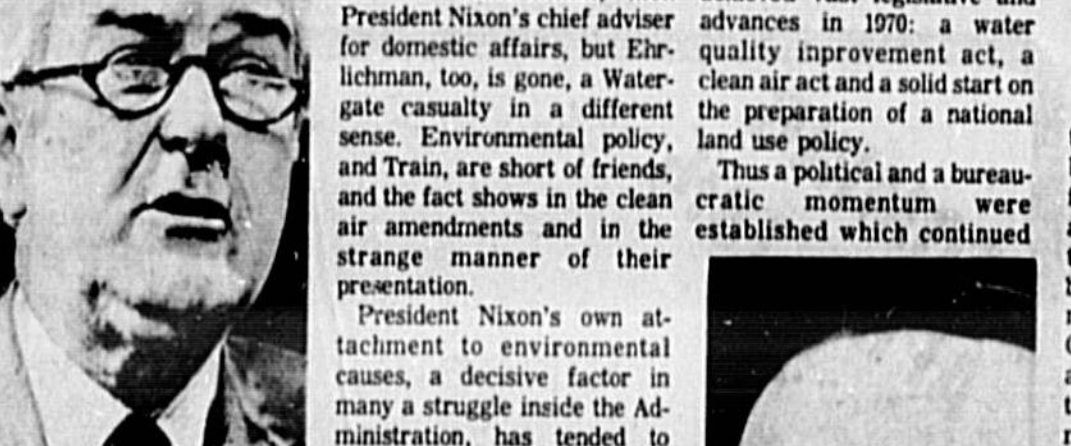 President Nixon's chief adviser
for domestic affairs, but Ehr-
lichman, too, is gone, a Water-
gate casualty in a different
sense. Environmental policy,
and Train, are short of friends,
and the fact shows in the clean
air amendments and in the
strange manner of their
presentation.
President Nixon's own at-
tachment to environmental
causes, a decisive factor in
many a struggle inside the Ad-
ministration, has tended to
advances in 1970: a water
quality inprovement act, a
clean air act and a solid start on
the preparation of a national
land use policy.
Thus a political and a bureau-
cratic momentum were
established which continued